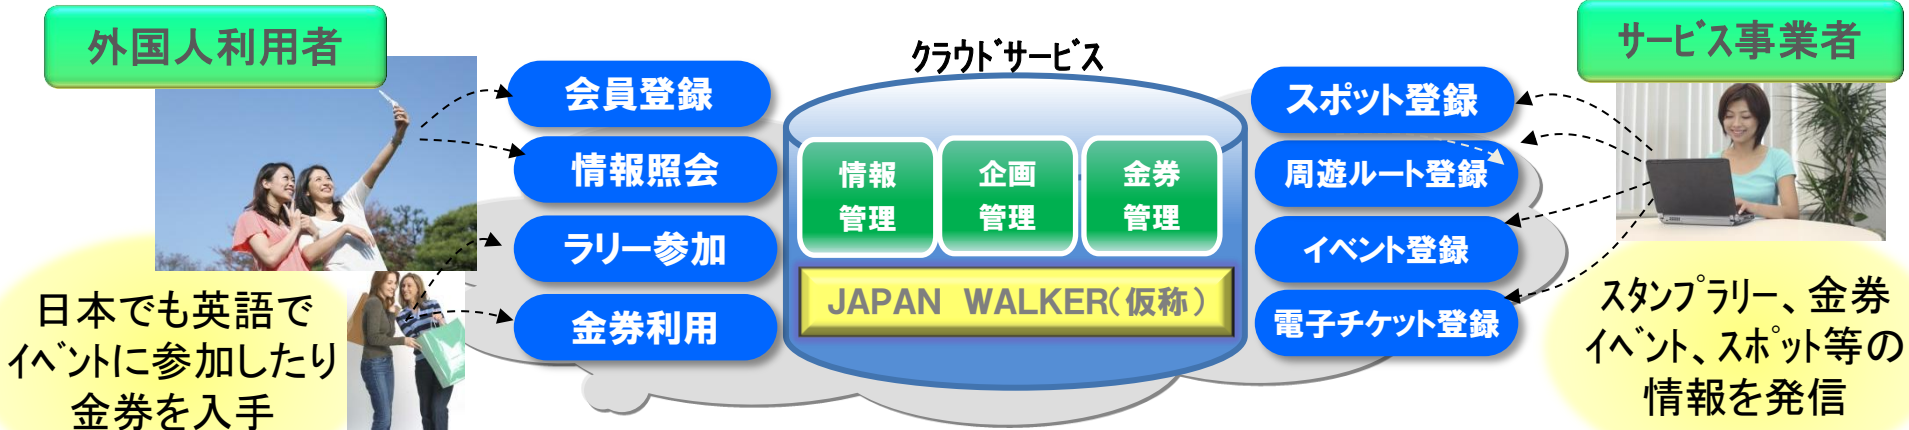 外国人利用者
クラウドサービス
サービス事業者
会員登録
情報照会
ラリー参加
金券利用
情報
管理
企画
管理
金券
管理
JAPAN WALKER(仮称)
スポット登録
周遊ルート登録
イベント登録
電子チケット登録
日本でも英語で
イベントに参加したり
金券を入手
スタンプラリー、金券
イベント、スポット等の
情報を発信